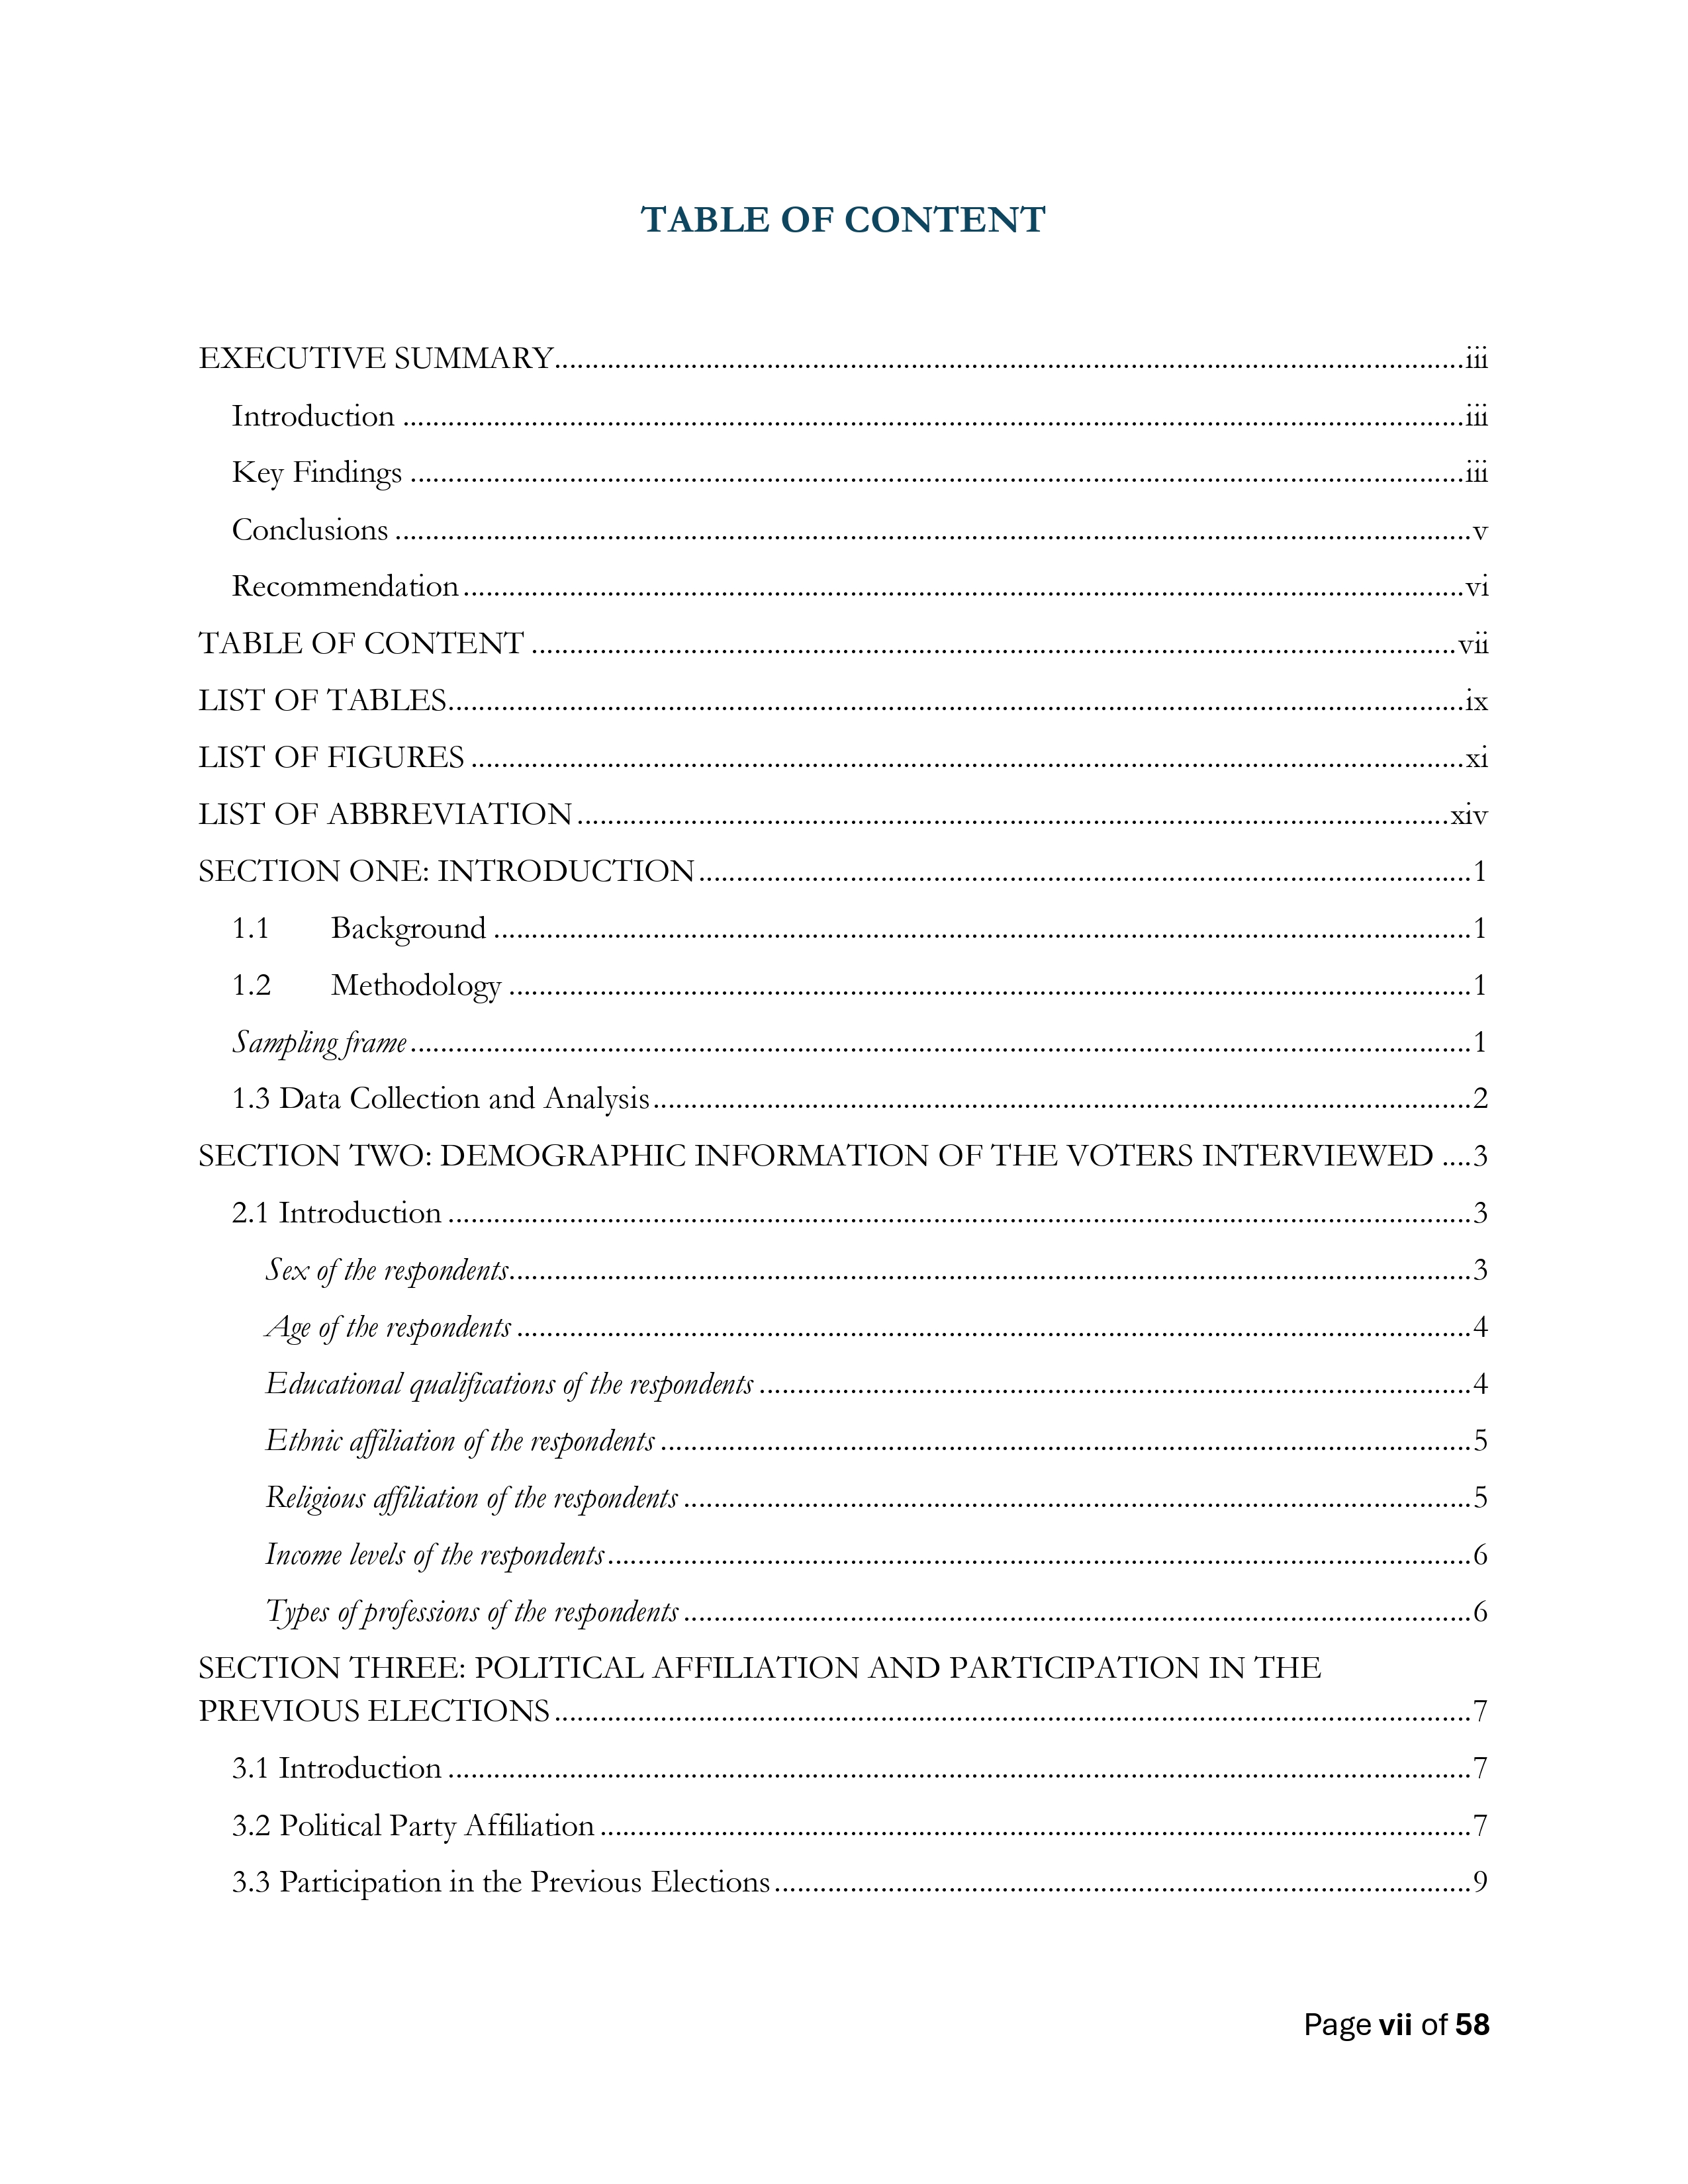 TABLE OF CONTENT
EXECUTIVE SUMMARY....................iii
Introduction ....................iii
Key Findings ....................iii
Conclusions ....................v
Recommendation....................vi
TABLE OF CONTENT ....................vii
LIST OF TABLES....................ix
LIST OF FIGURES ....................xi
LIST OF ABBREVIATION....................xiv
SECTION ONE: INTRODUCTION....................1
1.1 Background ....................1
1.2 Methodology ....................1
Sampling frame....................1
1.3 Data Collection and Analysis....................2
SECTION TWO: DEMOGRAPHIC INFORMATION OF THE VOTERS INTERVIEWED ....3
2.1 Introduction ....................3
Sex of the respondents....................3
Age of the respondents ....................4
Educational qualifications of the respondents ....................4
Ethnic affiliation of the respondents ....................5
Religious affiliation of the respondents ....................5
Income levels of the respondents....................6
Types of professions of the respondents ....................6
SECTION THREE: POLITICAL AFFILIATION AND PARTICIPATION IN THE
PREVIOUS ELECTIONS....................7
3.1 Introduction ....................7
3.2 Political Party Affiliation ....................7
3.3 Participation in the Previous Elections....................9
Page vii of 58